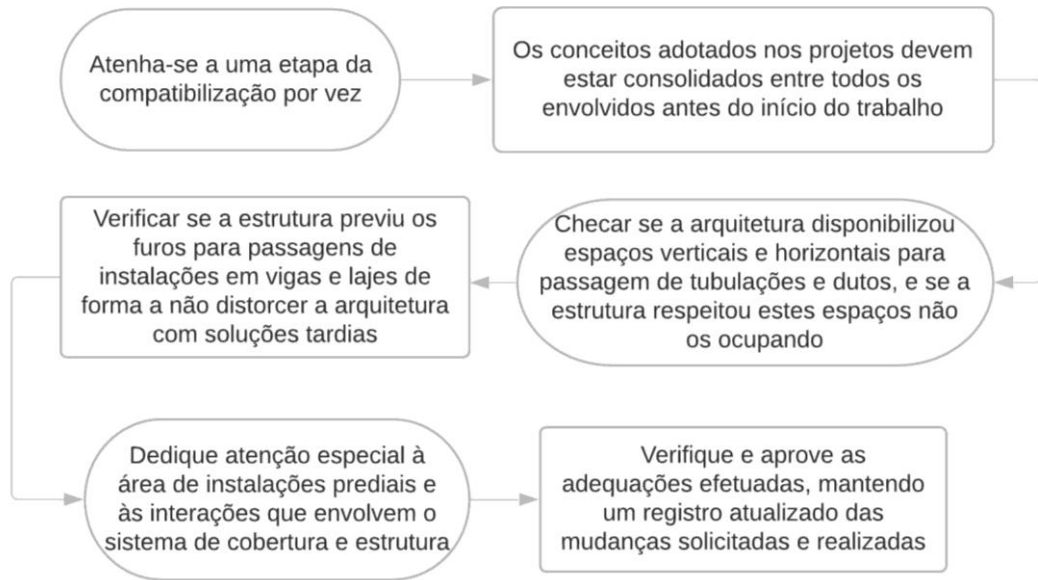 Atenha-se a uma etapa da
compatibilização por vez
Os conceitos adotados nos projetos devem
estar consolidados entre todos os
envolvidos antes do início do trabalho
Checar se a arquitetura disponibilizou
espaços verticais e horizontais para
passagem de tubulações e dutos, e se a
estrutura respeitou estes espaços não
os ocupando
Verificar se a estrutura previu os
furos para passagens de
instalações em vigas e lajes de
forma a não distorcer a arquitetura
com soluções tardias
Dedique atenção especial à
área de instalações prediais e
às interações que envolvem o
sistema de cobertura e estrutura
Verifique e aprove as
adequações efetuadas, mantendo
um registro atualizado das
mudanças solicitadas e realizadas